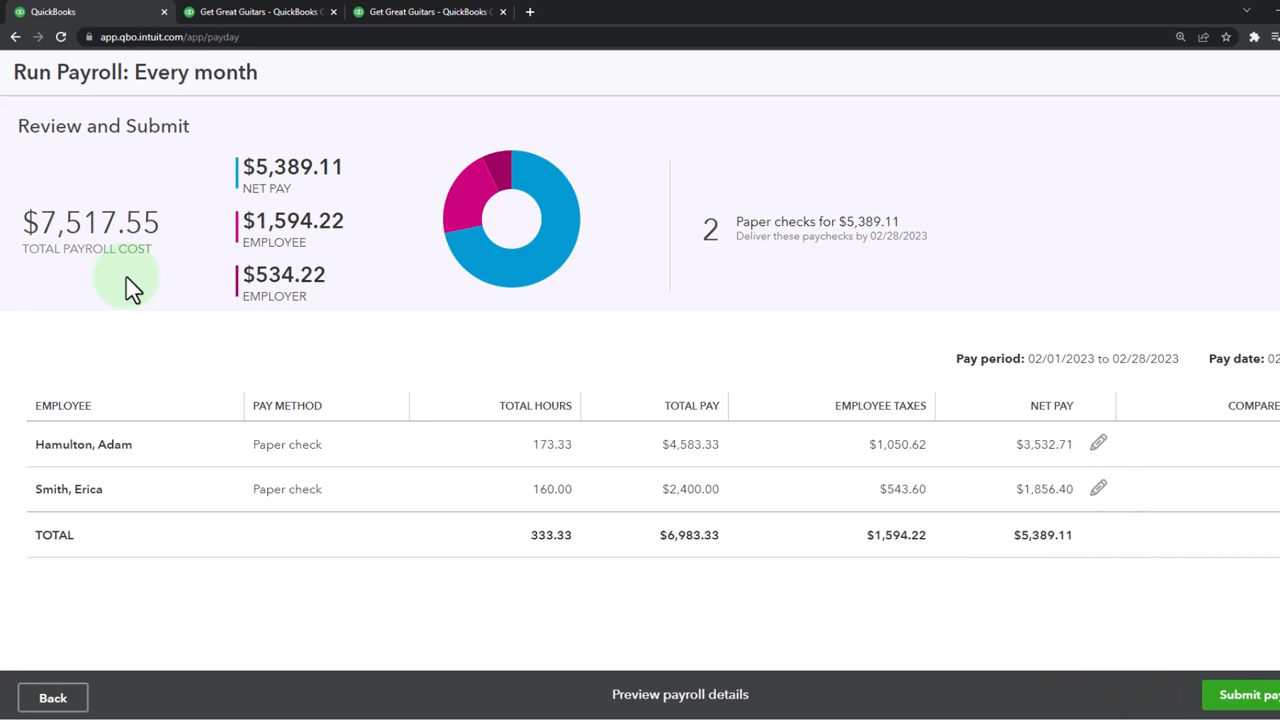 QuickBooks
Get Great Guitars - QuickBooks
Get Great Guitars - QuickBooks
app.qbo.intuit.com/app/payday
Run Payroll: Every month
Review and Submit
$7,517.55
TOTAL PAYROLL COST
$5,389.11
NET PAY
$1,594.22
EMPLOYEE
$534.22
EMPLOYER
2
Paper checks for $5,389.11
Deliver these paychecks by 02/28/2023
Pay period: 02/01/2023 to 02/28/2023 Pay date: 02
EMPLOYEE PAY METHOD TOTAL HOURS TOTAL PAY EMPLOYEE TAXES NET PAY COMPARE
Hamulton, Adam Paper check 173.33 $4,583.33 $1,050.62 $3,532.71
Smith, Erica Paper check 160.00 $2,400.00 $543.60 $1,856.40
TOTAL 333.33 $6,983.33 $1,594.22 $5,389.11
Back Preview payroll details Submit pay